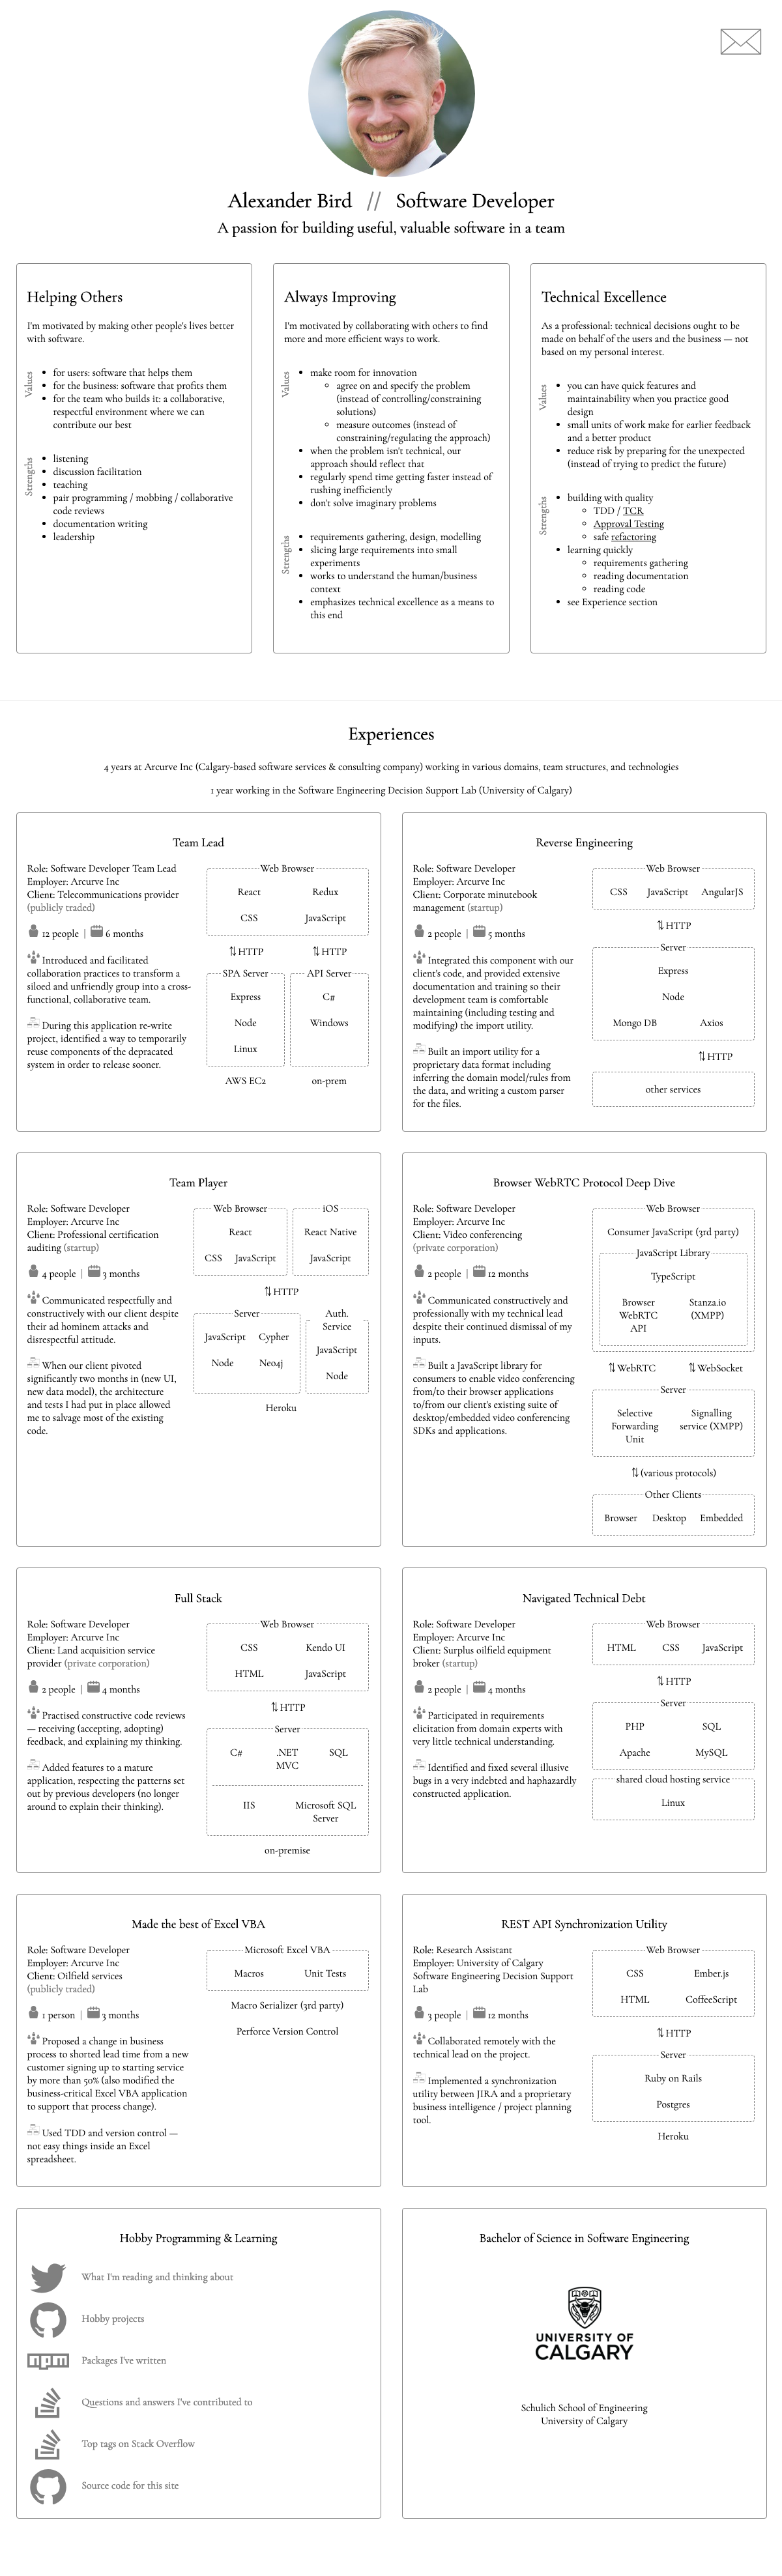 Alexander Bird // Software Developer
A passion for building useful, valuable software in a team
Helping Others
I'm motivated by making other people's lives better
with software.
Values
for users: software that helps them
for the business: software that profits them
for the team who builds it: a collaborative,
respectful environment where we can
contribute our best
Strengths
listening
discussion facilitation
teaching
pair programming / mobbing / collaborative
code reviews
documentation writing
leadership
Always Improving
I'm motivated by collaborating with others to find
more and more efficient ways to work.
Values
make room for innovation
agree on and specify the problem
(instead of controlling/constraining
solutions)
measure outcomes (instead of
constraining/regulating the approach)
when the problem isn't technical, our
approach should reflect that
regularly spend time getting faster instead of
rushing inefficiently
don't solve imaginary problems
Strengths
requirements gathering, design, modelling
slicing large requirements into small
experiments
works to understand the human/business
context
emphasizes technical excellence as a means to
this end
Technical Excellence
As a professional: technical decisions ought to be
made on behalf of the users and the business — not
based on my personal interest.
Values
you can have quick features and
maintainability when you practice good
design
small units of work make for earlier feedback
and a better product
reduce risk by preparing for the unexpected
(instead of trying to predict the future)
Strengths
building with quality
TDD / TCR
Approval Testing
safe refactoring
learning quickly
requirements gathering
reading documentation
reading code
see Experience section
Experiences
4 years at Arcurve Inc (Calgary-based software services & consulting company) working in various domains, team structures, and technologies
1 year working in the Software Engineering Decision Support Lab (University of Calgary)
Team Lead
Role: Software Developer Team Lead
Employer: Arcurve Inc
Client: Telecommunications provider
(publicly traded)
12 people | 6 months
Introduced and facilitated
collaboration practices to transform a
siloed and unfriendly group into a cross-
functional, collaborative team.
During this application re-write
project, identified a way to temporarily
reuse components of the depracated
system in order to release sooner.
Web Browser
React Redux
CSS JavaScript
⇅ HTTP ⇅ HTTP
SPA Server API Server
Express C#
Node Windows
Linux
AWS EC2 on-prem
Reverse Engineering
Role: Software Developer
Employer: Arcurve Inc
Client: Corporate minutebook
management (startup)
2 people | 5 months
Integrated this component with our
client's code, and provided extensive
documentation and training so their
development team is comfortable
maintaining (including testing and
modifying) the import utility.
Built an import utility for a
proprietary data format including
inferring the domain model/rules from
the data, and writing a custom parser
for the files.
Web Browser
CSS JavaScript AngularJS
⇅ HTTP
Server
Express
Node
Mongo DB Axios
⇅ HTTP
other services
Team Player
Role: Software Developer
Employer: Arcurve Inc
Client: Professional certification
auditing (startup)
4 people | 3 months
Communicated respectfully and
constructively with our client despite
their ad hominem attacks and
disrespectful attitude.
When our client pivoted
significantly two months in (new UI,
new data model), the architecture
and tests I had put in place allowed
me to salvage most of the existing
code.
Web Browser iOS
React React Native
CSS JavaScript JavaScript
⇅ HTTP
Server Auth.
Service
JavaScript Cypher JavaScript
Node Neo4j Node
Heroku
Browser WebRTC Protocol Deep Dive
Role: Software Developer
Employer: Arcurve Inc
Client: Video conferencing
(private corporation)
2 people | 12 months
Communicated constructively and
professionally with my technical lead
despite their continued dismissal of my
inputs.
Built a JavaScript library for
consumers to enable video conferencing
from/to their browser applications
to/from our client's existing suite of
desktop/embedded video conferencing
SDKs and applications.
Web Browser
Consumer JavaScript (3rd party)
JavaScript Library
TypeScript
Browser Stanza.io
WebRTC (XMPP)
API
⇅ WebRTC ⇅ WebSocket
Server
Selective Signalling
Forwarding service (XMPP)
Unit
⇅ (various protocols)
Other Clients
Browser Desktop Embedded
Full Stack
Role: Software Developer
Employer: Arcurve Inc
Client: Land acquisition service
provider (private corporation)
2 people | 4 months
Practised constructive code reviews
— receiving (accepting, adopting)
feedback, and explaining my thinking.
Added features to a mature
application, respecting the patterns set
out by previous developers (no longer
around to explain their thinking).
Web Browser
CSS Kendo UI
HTML JavaScript
⇅ HTTP
Server
C# .NET SQL
MVC
IIS Microsoft SQL
Server
on-premise
Navigated Technical Debt
Role: Software Developer
Employer: Arcurve Inc
Client: Surplus oilfield equipment
broker (startup)
2 people | 4 months
Participated in requirements
elicitation from domain experts with
very little technical understanding.
Identified and fixed several illusive
bugs in a very indebted and haphazardly
constructed application.
Web Browser
HTML CSS JavaScript
⇅ HTTP
Server
PHP SQL
Apache MySQL
shared cloud hosting service
Linux
Made the best of Excel VBA
Role: Software Developer
Employer: Arcurve Inc
Client: Oilfield services
(publicly traded)
1 person | 3 months
Proposed a change in business
process to shorted lead time from a new
customer signing up to starting service
by more than 50% (also modified the
business-critical Excel VBA application
to support that process change).
Used TDD and version control —
not easy things inside an Excel
spreadsheet.
Microsoft Excel VBA
Macros Unit Tests
Macro Serializer (3rd party)
Perforce Version Control
REST API Synchronization Utility
Role: Research Assistant
Employer: University of Calgary
Software Engineering Decision Support
Lab
3 people | 12 months
Collaborated remotely with the
technical lead on the project.
Implemented a synchronization
utility between JIRA and a proprietary
business intelligence / project planning
tool.
Web Browser
CSS Ember.js
HTML CoffeeScript
⇅ HTTP
Server
Ruby on Rails
Postgres
Heroku
Hobby Programming & Learning
What I'm reading and thinking about
Hobby projects
npm
Packages I've written
Questions and answers I've contributed to
Top tags on Stack Overflow
Source code for this site
Bachelor of Science in Software Engineering
UNIVERSITY OF
CALGARY
Schulich School of Engineering
University of Calgary